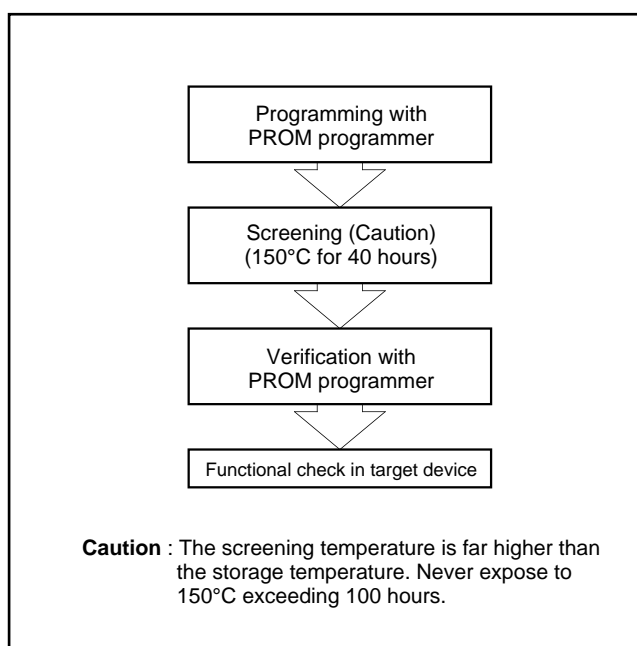 Programming with
PROM programmer
Screening (Caution)
(150°C for 40 hours)
Verification with
PROM programmer
Functional check in target device
Caution : The screening temperature is far higher than
the storage temperature. Never expose to
150°C exceeding 100 hours.